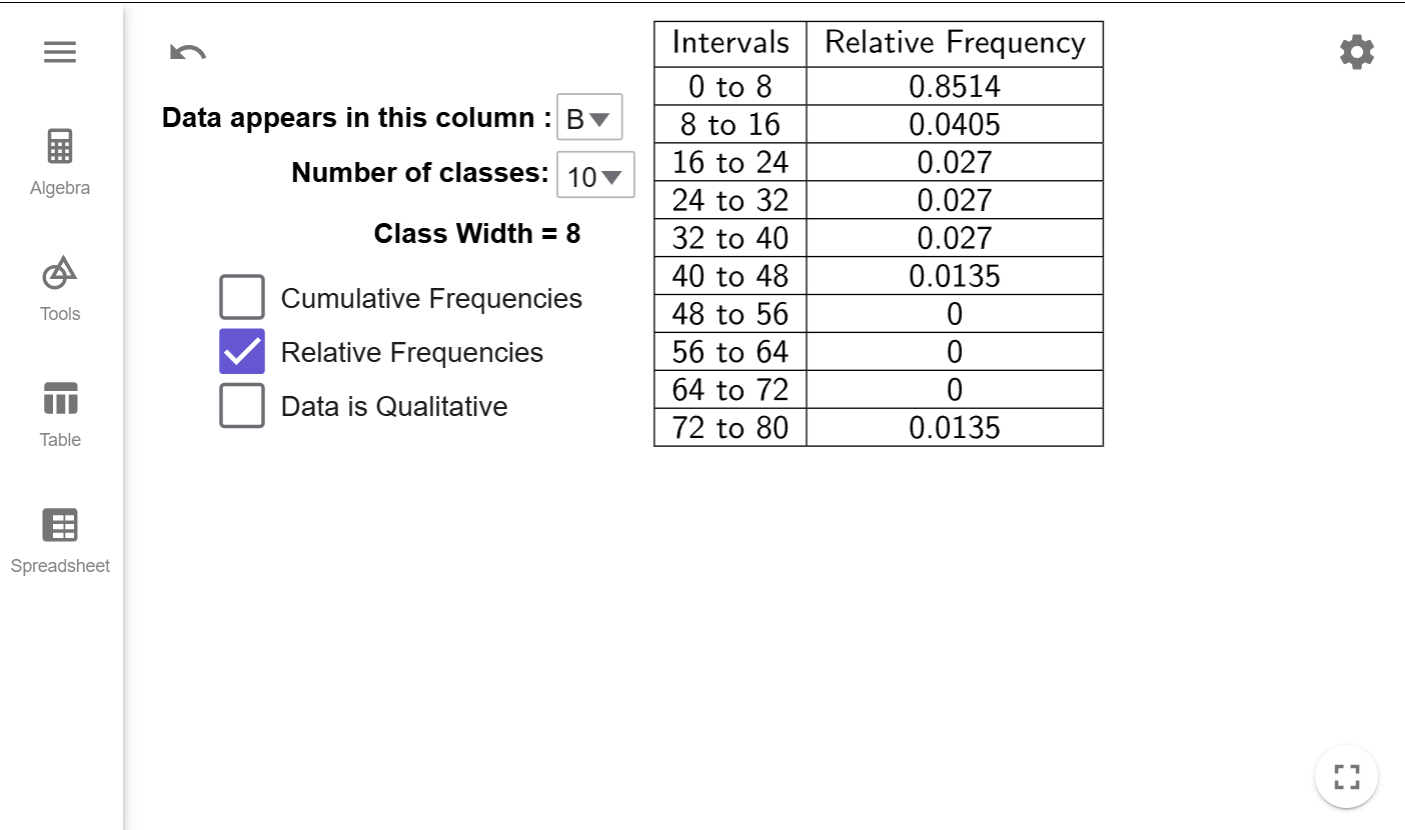 Algebra
Tools
Table
Spreadsheet
Data appears in this column : B
Number of classes: 10
Class Width = 8
Cumulative Frequencies
Relative Frequencies
Data is Qualitative
Intervals Relative Frequency
0 to 8 0.8514
8 to 16 0.0405
16 to 24 0.027
24 to 32 0.027
32 to 40 0.027
40 to 48 0.0135
48 to 56 0
56 to 64 0
64 to 72 0
72 to 80 0.0135